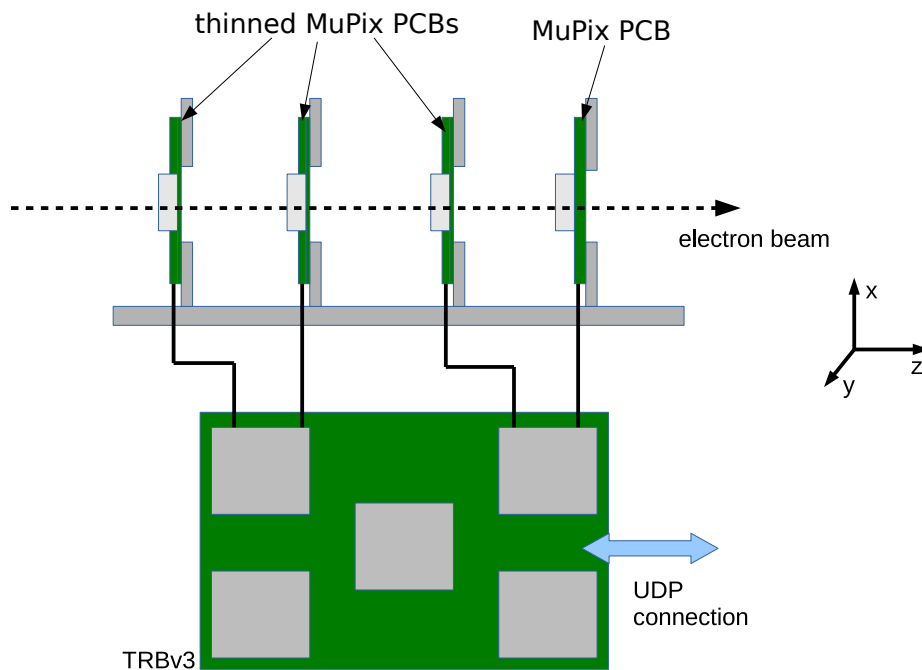 thinned MuPix PCBs
MuPix PCB
electron beam
x
z
y
UDP
connection
TRBv3